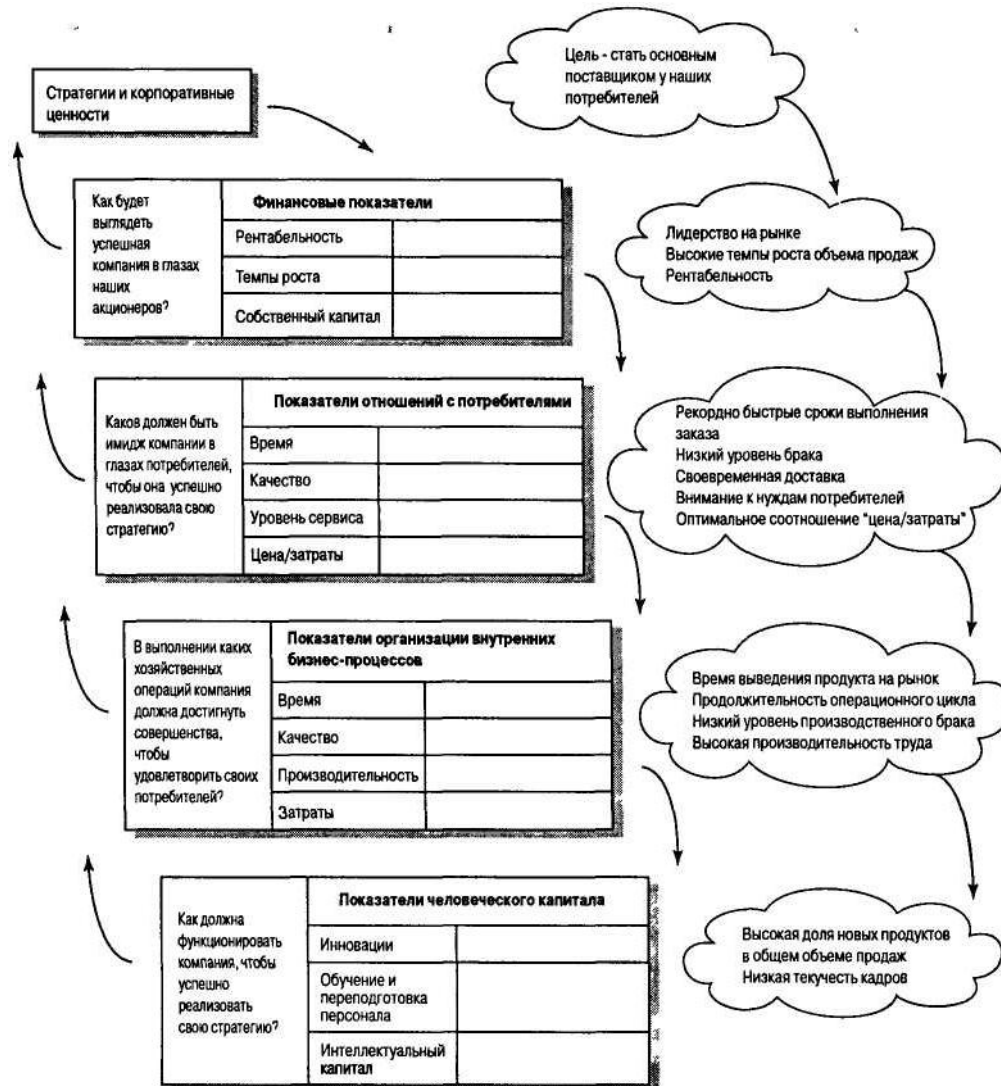 Цель - стать основным
поставщиком у наших
потребителей
Стратегии и корпоративные
ценности
Как будет
выглядеть
успешная
компания в глазах
наших
акционеров?
Финансовые показатели
Рентабельность
Темпы роста
Собственный капитал
Лидерство на рынке
Высокие темпы роста объема продаж
Рентабельность
Каков должен быть
имидж компании в
глазах потребителей,
чтобы она успешно
реализовала свою
стратегию?
Показатели отношений с потребителями
Время
Качество
Уровень сервиса
Цена/затраты
Рекордно быстрые сроки выполнения
заказа
Низкий уровень брака
Своевременная доставка
Внимание к нуждам потребителей
Оптимальное соотношение "цена/затраты"
В выполнении каких
хозяйственных
операций компания
должна достигнуть
совершенства,
чтобы
удовлетворить своих
потребителей?
Показатели организации внутренних
бизнес-процессов
Время
Качество
Производительность
Затраты
Время выведения продукта на рынок
Продолжительность операционного цикла
Низкий уровень производственного брака
Высокая производительность труда
Как должна
функционировать
компания, чтобы
успешно
реализовать
свою стратегию?
Показатели человеческого капитала
Инновации
Обучение и
переподготовка
персонала
Интеллектуальный
капитал
Высокая доля новых продуктов
в общем объеме продаж
Низкая текучесть кадров